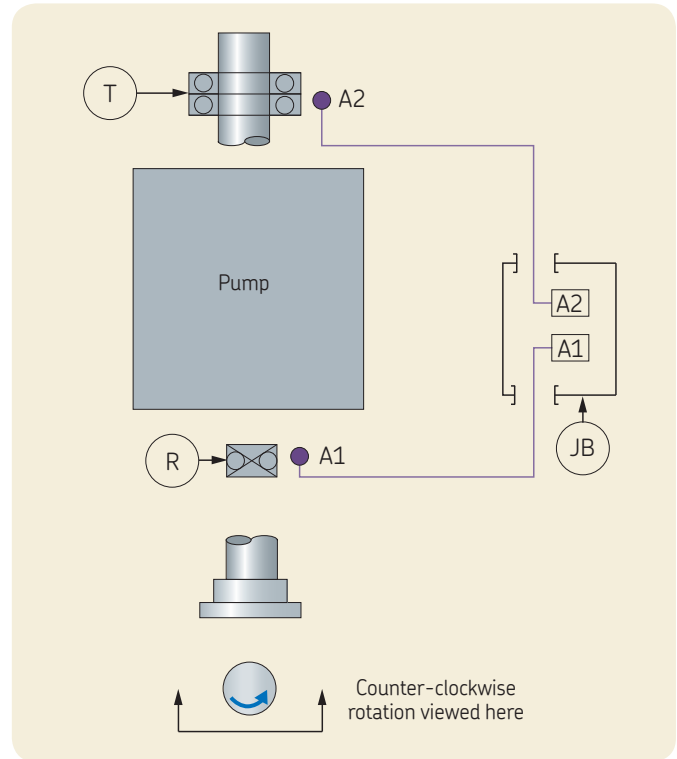 T
A2
Pump
A2
A1
R
A1
JB
Counter-clockwise
rotation viewed here